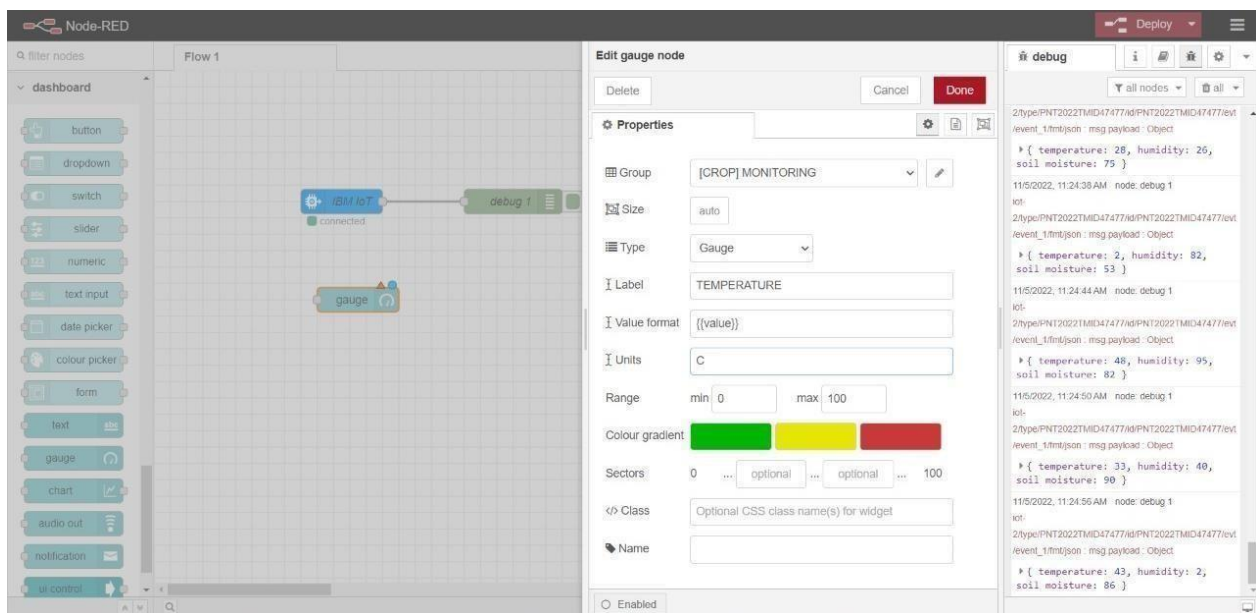 Node-RED
Deploy
filter nodes
dashboard
button
dropdown
switch
slider
numeric
text input
date picker
colour picker
form
text
gauge
chart
audio out
notification
ui control
Flow 1
IBM IoT
connected
debug 1
gauge
Edit gauge node
Delete
Cancel
Done
Properties
Group
[CROP] MONITORING
Size
auto
Type
Gauge
Label
TEMPERATURE
Value format
{{value}}
Units
C
Range
min 0
max 100
Colour gradient
Sectors
0 ... optional ... optional ... 100
</> Class
Optional CSS class name(s) for widget
Name
Enabled
debug
all nodes
all
2/type/PNT2022TMID47477/id/PNT2022TMID47477/evt
/event_1/fmt/json : msg.payload : Object
{ temperature: 28, humidity: 26,
soil moisture: 75 }
11/5/2022, 11:24:38 AM node: debug 1
iot-
2/type/PNT2022TMID47477/id/PNT2022TMID47477/evt
/event_1/fmt/json : msg.payload : Object
{ temperature: 2, humidity: 82,
soil moisture: 53 }
11/5/2022, 11:24:44 AM node: debug 1
iot-
2/type/PNT2022TMID47477/id/PNT2022TMID47477/evt
/event_1/fmt/json : msg.payload : Object
{ temperature: 48, humidity: 95,
soil moisture: 82 }
11/5/2022, 11:24:50 AM node: debug 1
iot-
2/type/PNT2022TMID47477/id/PNT2022TMID47477/evt
/event_1/fmt/json : msg.payload : Object
{ temperature: 33, humidity: 40,
soil moisture: 90 }
11/5/2022, 11:24:56 AM node: debug 1
iot-
2/type/PNT2022TMID47477/id/PNT2022TMID47477/evt
/event_1/fmt/json : msg.payload : Object
{ temperature: 43, humidity: 2,
soil moisture: 86 }